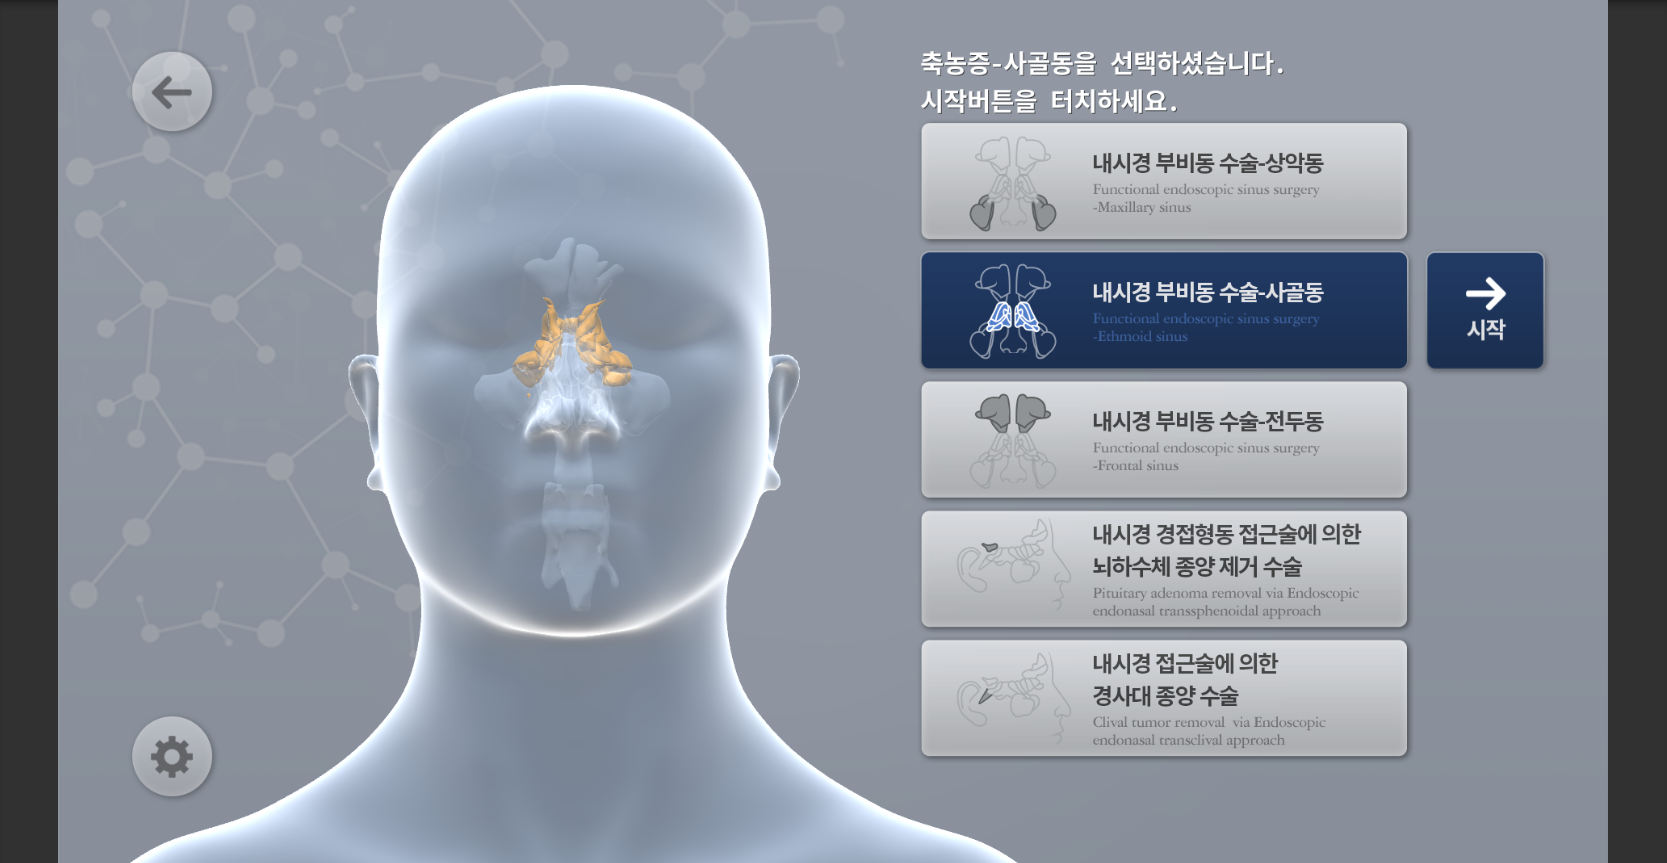 축농증-사골동을 선택하셨습니다.
시작버튼을 터치하세요.
내시경 부비동 수술-상악동
Functional endoscopic sinus surgery
-Maxillary sinus
내시경 부비동 수술-사골동
Functional endoscopic sinus surgery
-Ethmoid sinus
시작
내시경 부비동 수술-전두동
Functional endoscopic sinus surgery
-Frontal sinus
내시경 경접형동 접근술에 의한
뇌하수체 종양 제거 수술
Pituitary adenoma removal via Endoscopic
endonasal transsphenoidal approach
내시경 접근술에 의한
경사대 종양 수술
Clival tumor removal via Endoscopic
endonasal transclival approach